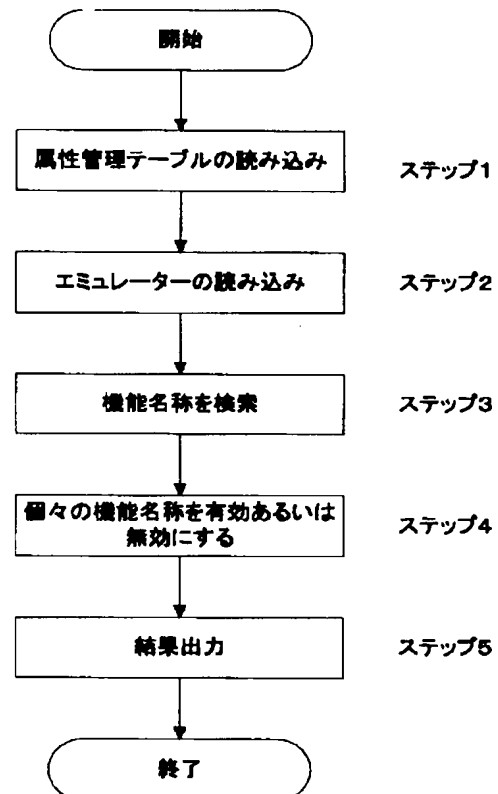 開始
属性管理テーブルの読み込み
ステップ1
エミュレーターの読み込み
ステップ2
機能名称を検索
ステップ3
個々の機能名称を有効あるいは
無効にする
ステップ4
結果出力
ステップ5
終了